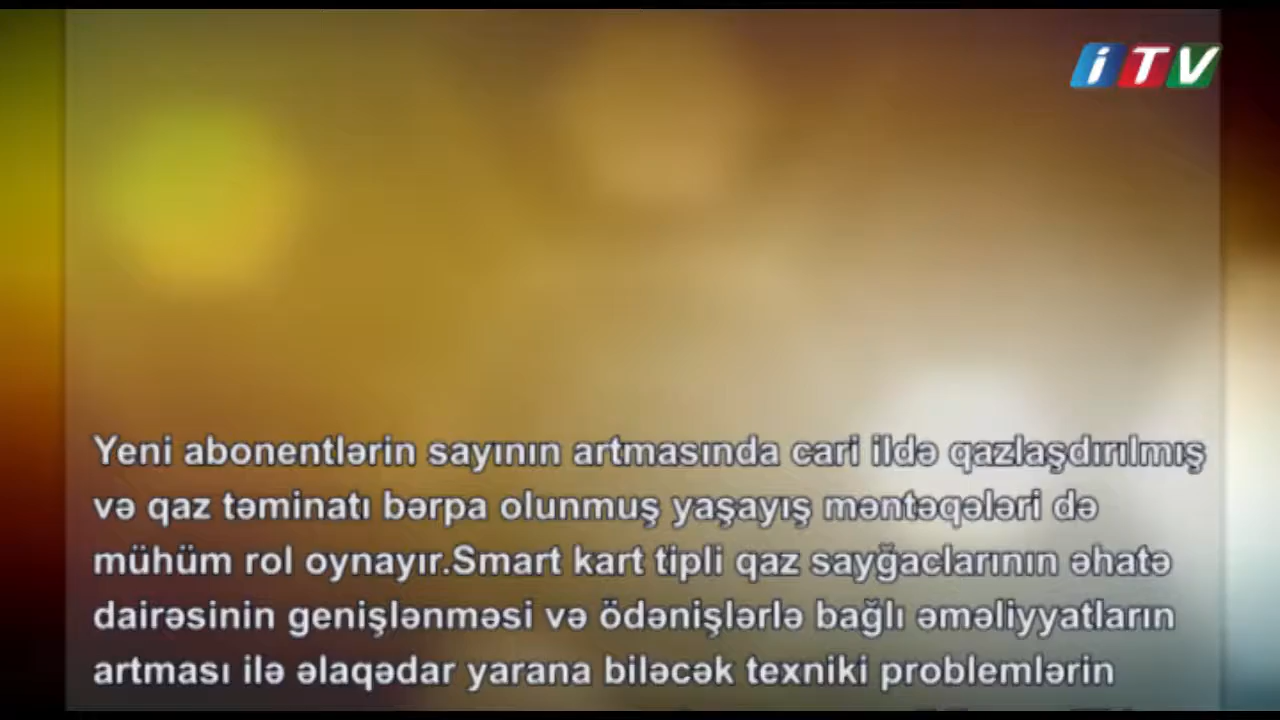 iTV
Yeni abonentlərin sayının artmasında cari ildə qazlaşdırılmış
və qaz təminatı bərpa olunmuş yaşayış məntəqələri də
mühüm rol oynayır.Smart kart tipli qaz sayğaclarının əhatə
dairəsinin genişlənməsi və ödənişlərlə bağlı əməliyyatların
artması ilə əlaqədar yarana biləcək texniki problemlərin